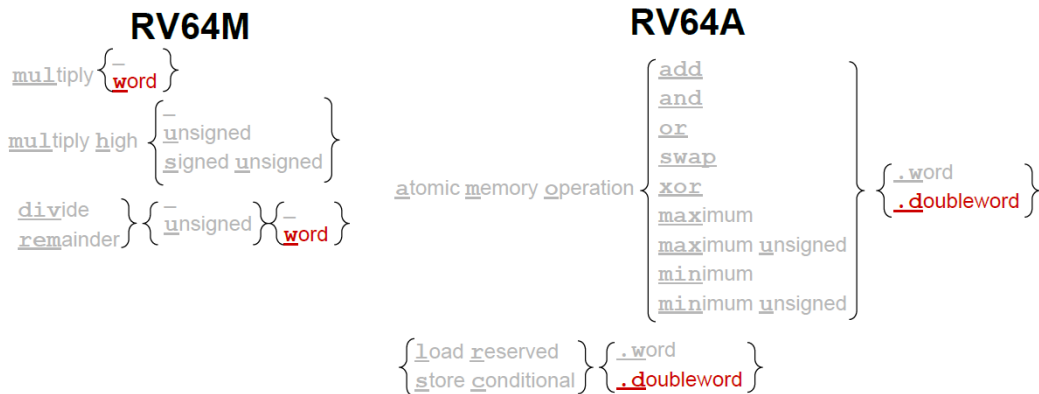 RV64M
multiply { _
word }
multiply high { _
unsigned
signed unsigned }
divide
remainder } { _
unsigned } { _
word }
RV64A
atomic memory operation { add
and
or
swap
xor
maximum
maximum unsigned
minimum
minimum unsigned } { .word
.doubleword }
{ load reserved
store conditional } { .word
.doubleword }